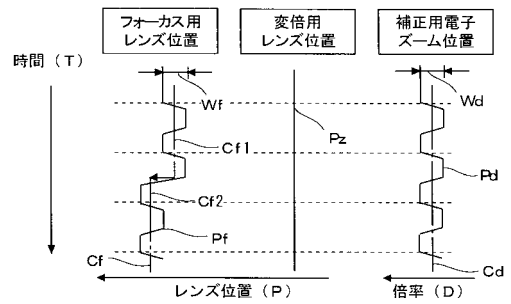 フォーカス用
レンズ位置
変倍用
レンズ位置
補正用電子
ズーム位置
時間(T)
Wf
Wd
Cf1
Pz
Pd
Cf2
Pf
Cf
Cd
レンズ位置(P)
倍率(D)